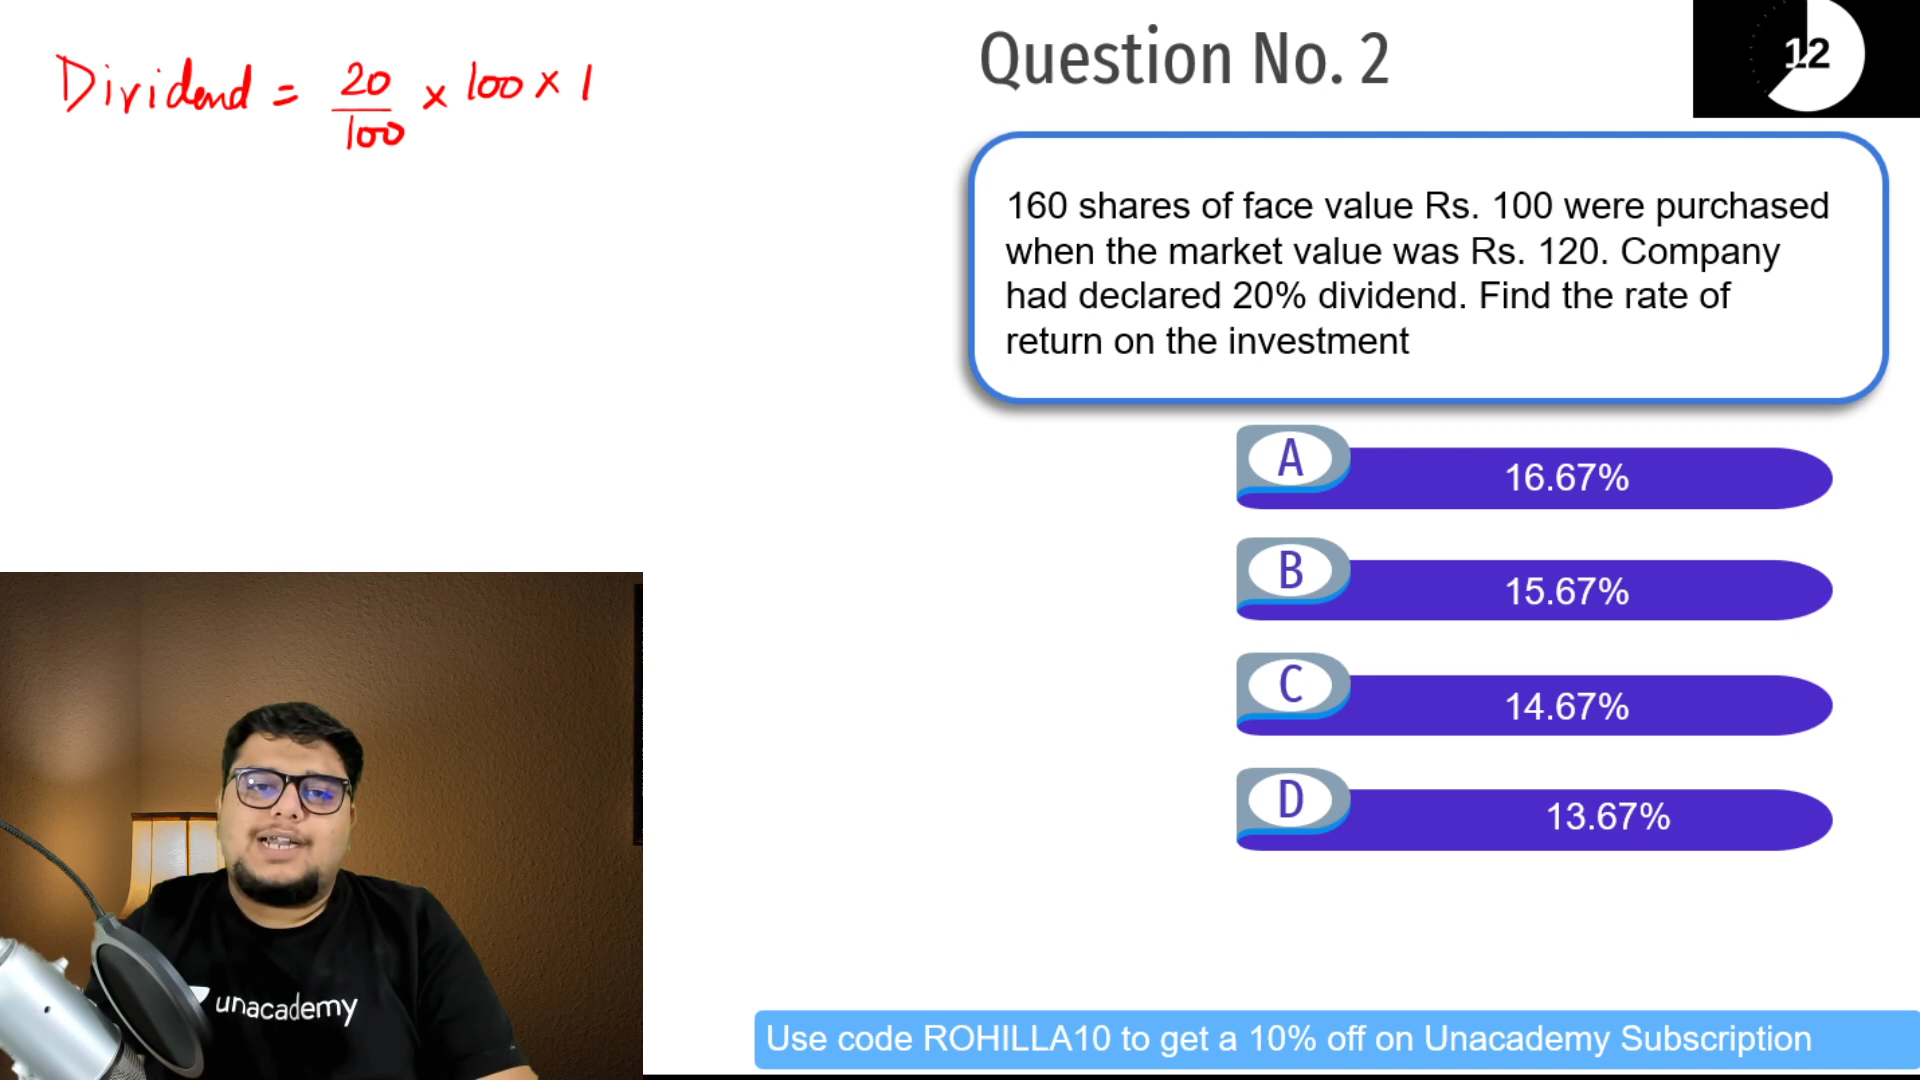 Dividend = 20/100 × 100 × 1
Question No. 2
12
160 shares of face value Rs. 100 were purchased
when the market value was Rs. 120. Company
had declared 20% dividend. Find the rate of
return on the investment
A 16.67%
B 15.67%
C 14.67%
D 13.67%
unacademy
Use code ROHILLA10 to get a 10% off on Unacademy Subscription